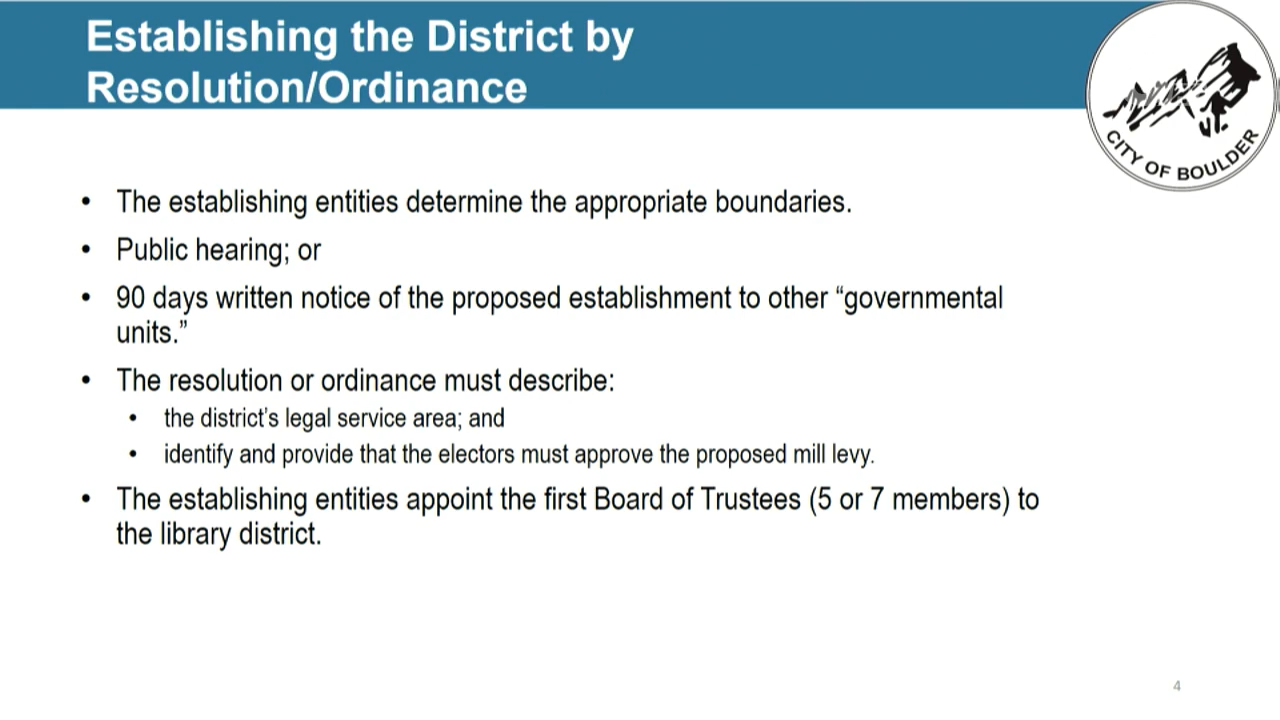 Establishing the District by
Resolution/Ordinance
CITY OF BOULDER
• The establishing entities determine the appropriate boundaries.
• Public hearing; or
• 90 days written notice of the proposed establishment to other “governmental
units.”
• The resolution or ordinance must describe:
• the district’s legal service area; and
• identify and provide that the electors must approve the proposed mill levy.
• The establishing entities appoint the first Board of Trustees (5 or 7 members) to
the library district.
4